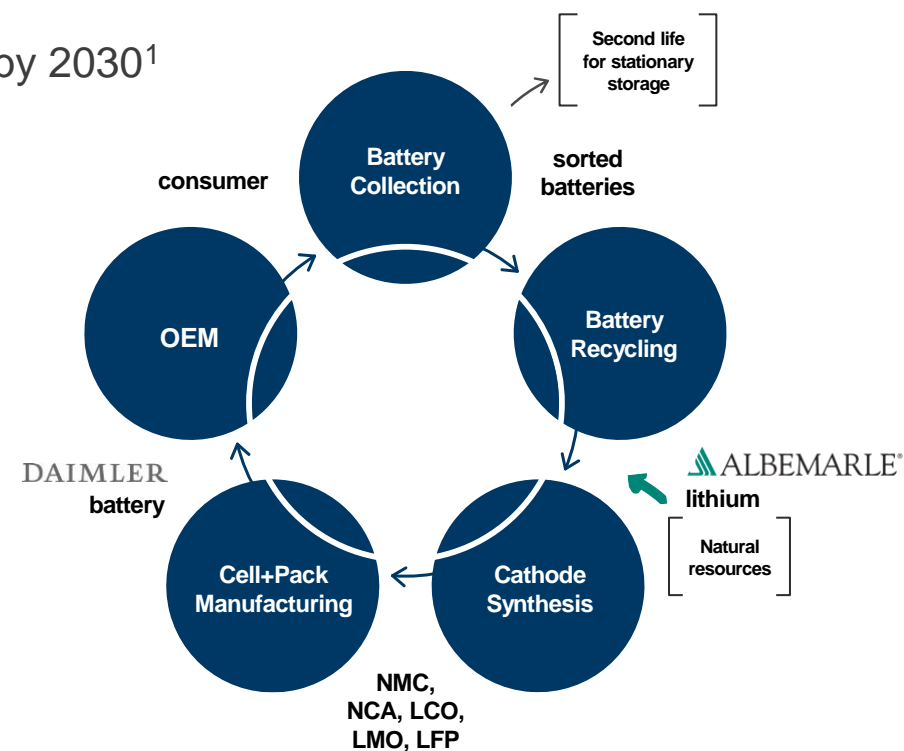 by 2030¹
Second life
for stationary
storage
Battery
Collection
consumer
sorted
batteries
OEM
Battery
Recycling
DAIMLER
battery
ALBEMARLE®
lithium
Natural
resources
Cell+Pack
Manufacturing
Cathode
Synthesis
NMC,
NCA, LCO,
LMO, LFP